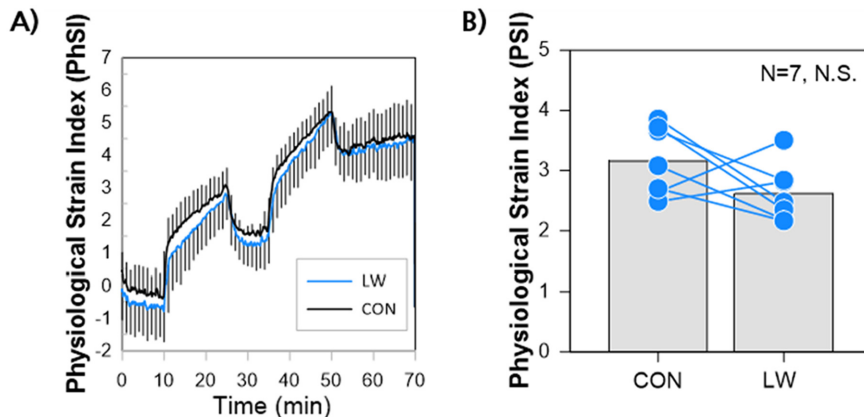 A)
Physiological Strain Index (PhSI)
7
6
5
4
3
2
1
0
-1
-2
LW
CON
0 10 20 30 40 50 60 70
Time (min)
B)
Physiological Strain Index (PSI)
5
4
3
2
1
0
N=7, N.S.
CON LW